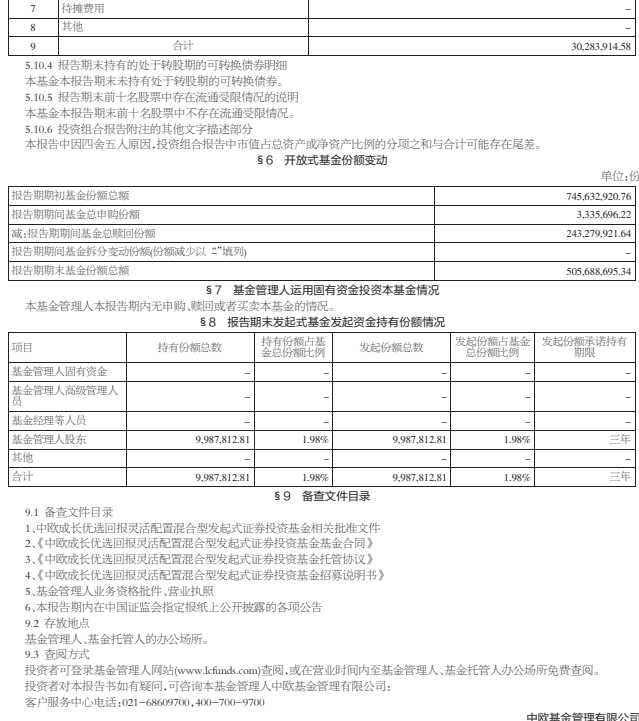 7 待摊费用 –
8 其他 –
9 合计 30,283,914.58
5.10.4 报告期末持有的处于转股期的可转换债券明细
本基金本报告期末未持有处于转股期的可转换债券。
5.10.5 报告期末前十名股票中存在流通受限情况的说明
本基金本报告期末前十名股票中不存在流通受限情况。
5.10.6 投资组合报告附注的其他文字描述部分
本报告中因四舍五入原因,投资组合报告中市值占总资产或净资产比例的分项之和与合计可能存在尾差。
§6 开放式基金份额变动
单位:份
报告期期初基金份额总额 745,632,920.76
报告期期间基金总申购份额 3,335,696.22
减:报告期期间基金总赎回份额 243,279,921.64
报告期期间基金拆分变动份额(份额减少以"-"填列) –
报告期期末基金份额总额 505,688,695.34
§7 基金管理人运用固有资金投资本基金情况
本基金管理人本报告期内无申购、赎回或者买卖本基金的情况。
§8 报告期末发起式基金发起资金持有份额情况
项目 持有份额总数 持有份额占基金总份额比例 发起份额总数 发起份额占基金总份额比例 发起份额承诺持有期限
基金管理人固有资金 – – – – –
基金管理人高级管理人员 – – – – –
基金经理等人员 – – – – –
基金管理人股东 9,987,812.81 1.98% 9,987,812.81 1.98% 三年
其他 – – – – –
合计 9,987,812.81 1.98% 9,987,812.81 1.98% 三年
§9 备查文件目录
9.1 备查文件目录
1、中欧成长优选回报灵活配置混合型发起式证券投资基金相关批准文件
2、《中欧成长优选回报灵活配置混合型发起式证券投资基金基金合同》
3、《中欧成长优选回报灵活配置混合型发起式证券投资基金托管协议》
4、《中欧成长优选回报灵活配置混合型发起式证券投资基金招募说明书》
5、基金管理人业务资格批件、营业执照
6、本报告期内在中国证监会指定报纸上公开披露的各项公告
9.2 存放地点
基金管理人、基金托管人的办公场所。
9.3 查阅方式
投资者可登录基金管理人网站(www.lcfunds.com)查阅,或在营业时间内至基金管理人、基金托管人办公场所免费查阅。
投资者对本报告书如有疑问,可咨询本基金管理人中欧基金管理有限公司:
客户服务中心电话:021-68609700,400-700-9700
中欧基金管理有限公司